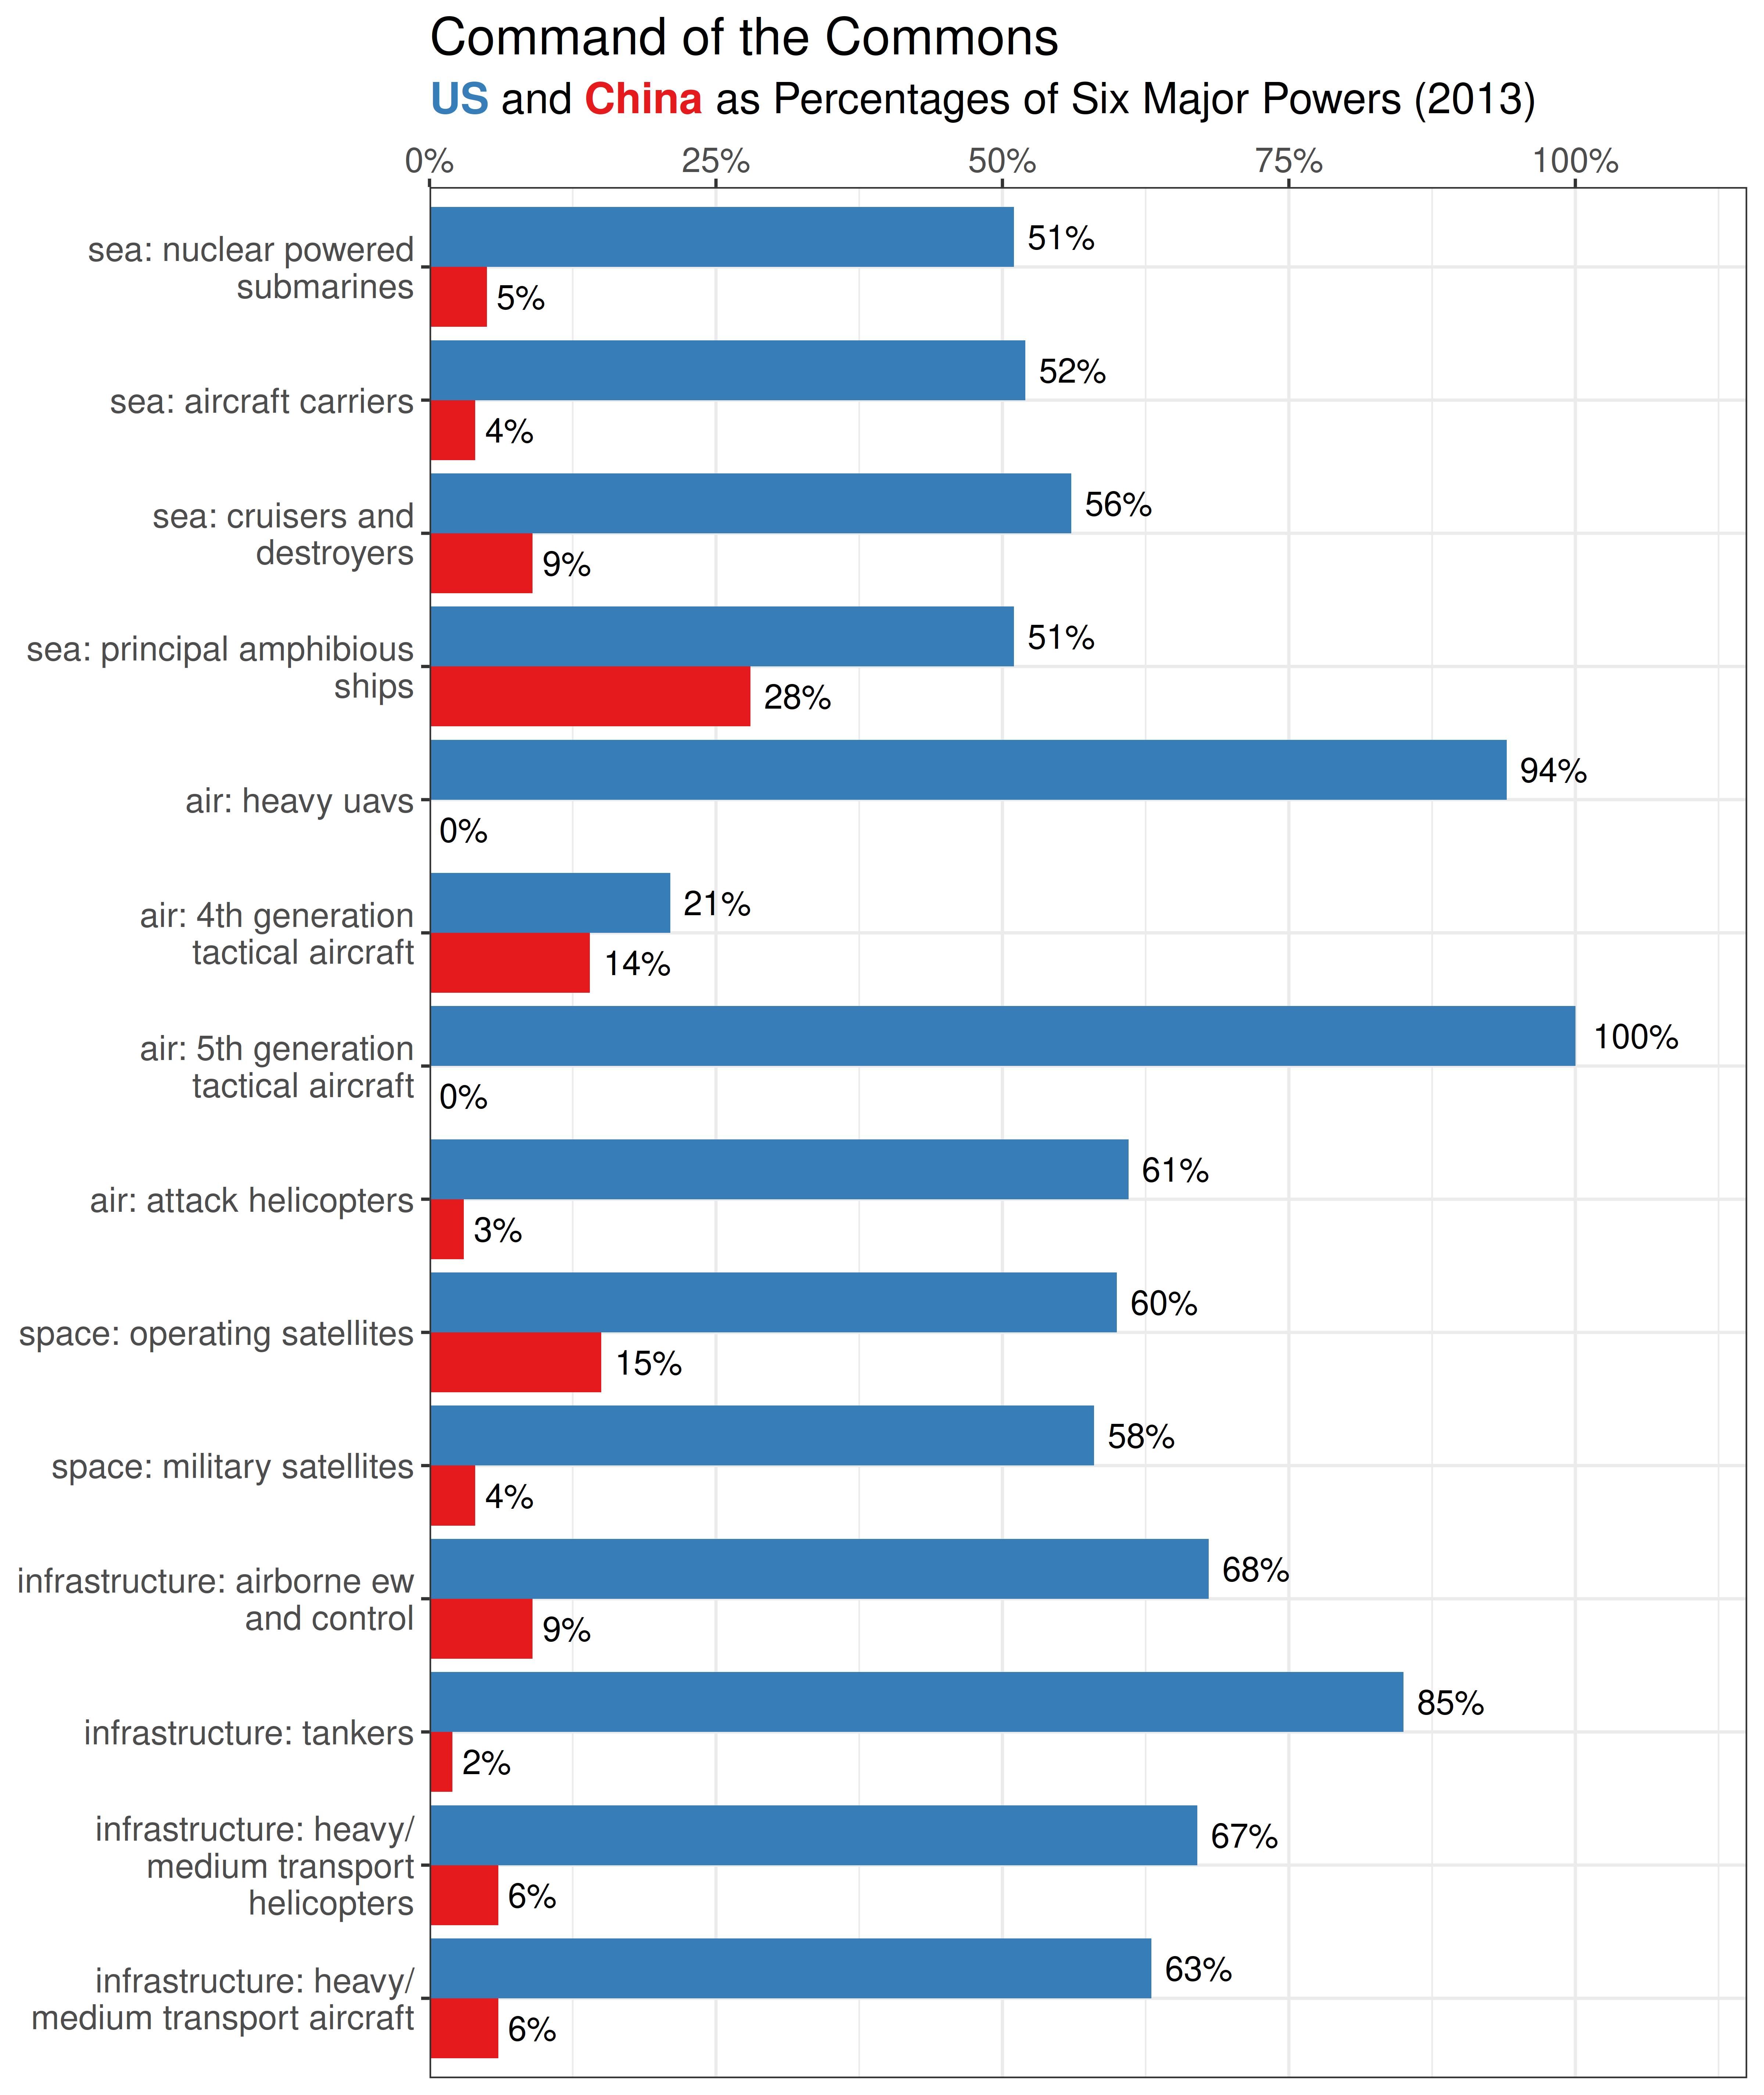 Command of the Commons
US and China as Percentages of Six Major Powers (2013)
0% 25% 50% 75% 100%
sea: nuclear powered
submarines
51%
5%
sea: aircraft carriers
52%
4%
sea: cruisers and
destroyers
56%
9%
sea: principal amphibious
ships
51%
28%
air: heavy uavs
94%
0%
air: 4th generation
tactical aircraft
21%
14%
air: 5th generation
tactical aircraft
100%
0%
air: attack helicopters
61%
3%
space: operating satellites
60%
15%
space: military satellites
58%
4%
infrastructure: airborne ew
and control
68%
9%
infrastructure: tankers
85%
2%
infrastructure: heavy/
medium transport
helicopters
67%
6%
infrastructure: heavy/
medium transport aircraft
63%
6%